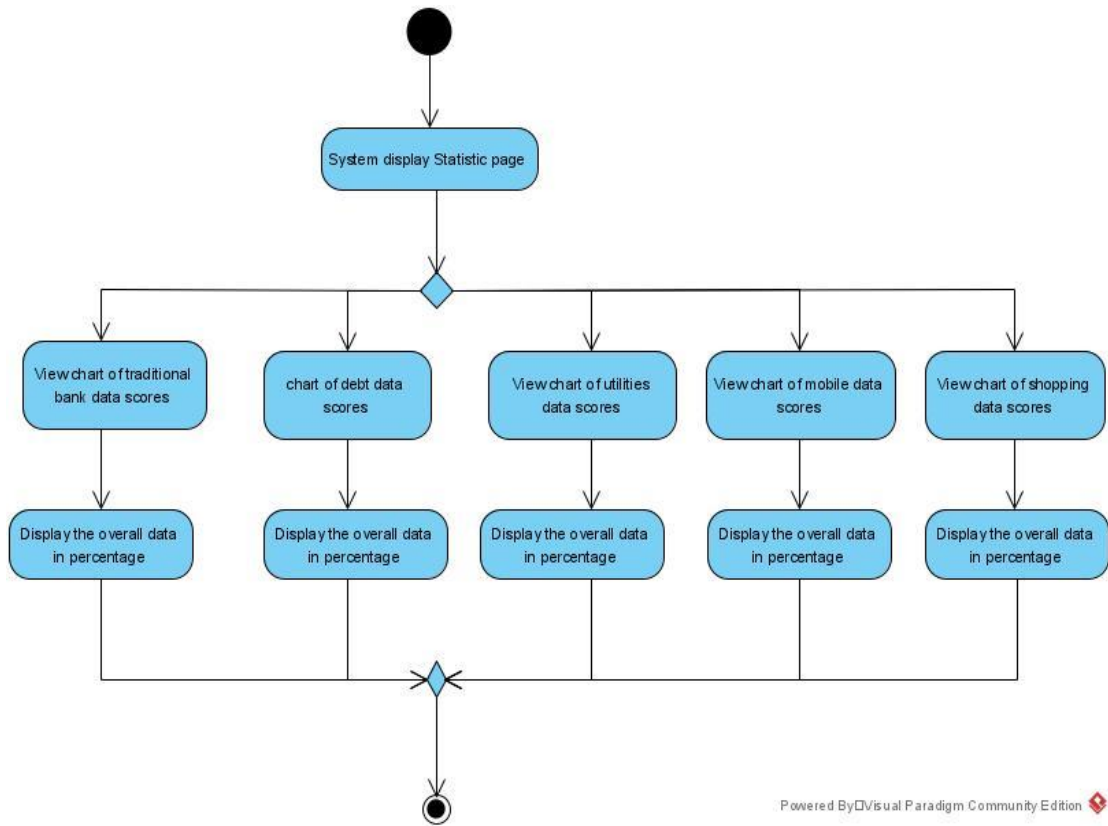 System display Statistic page
View chart of traditional
bank data scores
chart of debt data
scores
View chart of utilities
data scores
View chart of mobile data
scores
View chart of shopping
data scores
Display the overall data
in percentage
Display the overall data
in percentage
Display the overall data
in percentage
Display the overall data
in percentage
Display the overall data
in percentage
Powered By□Visual Paradigm Community Edition